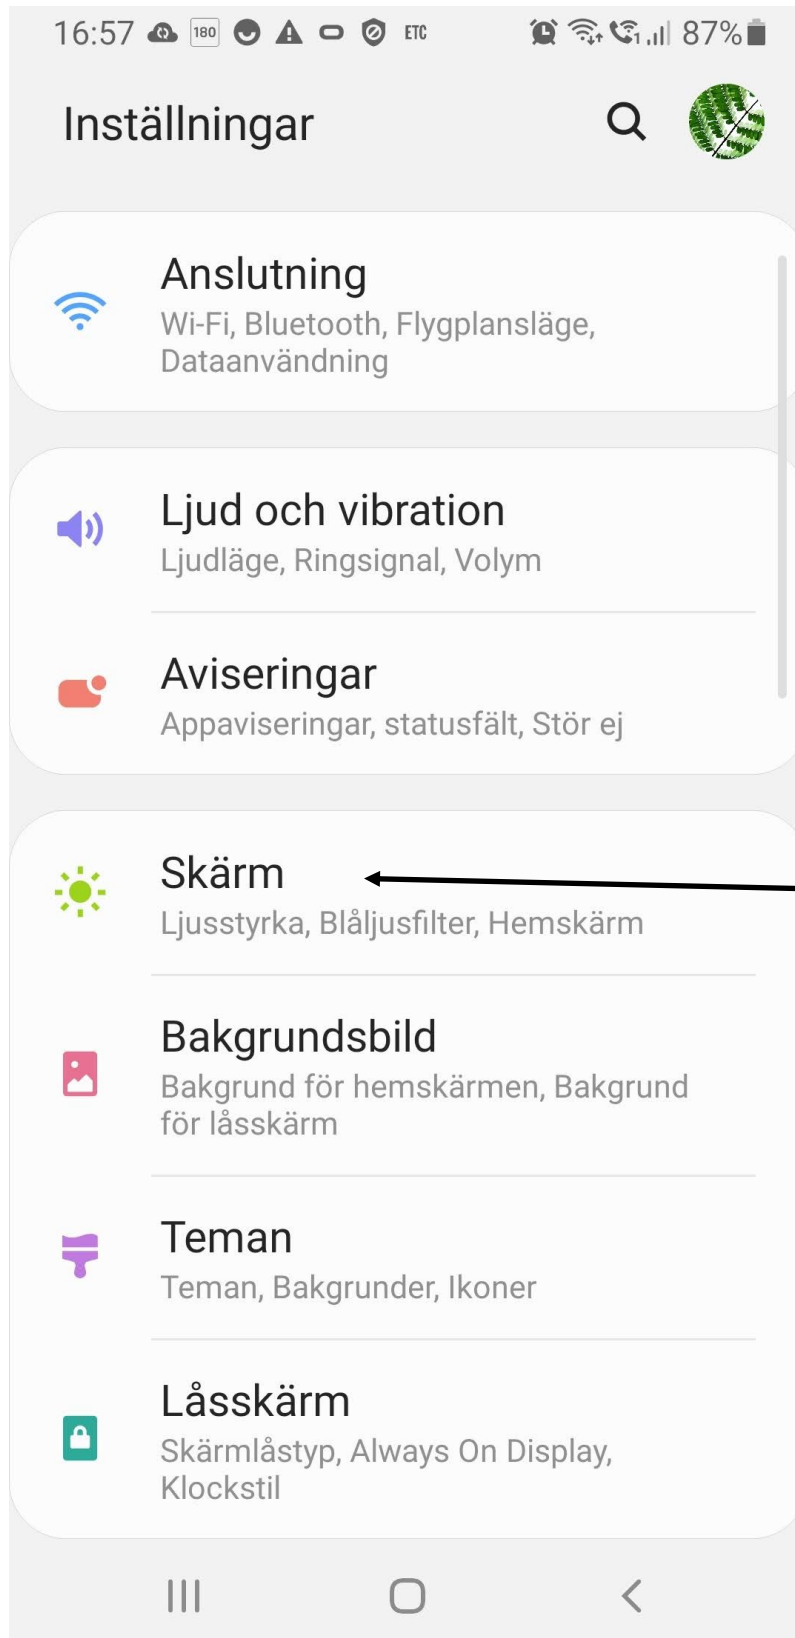 16:57 180 ETC 87%
Inställningar
Anslutning
Wi-Fi, Bluetooth, Flygplansläge,
Dataanvändning
Ljud och vibration
Ljudläge, Ringsignal, Volym
Aviseringar
Appaviseringar, statusfält, Stör ej
Skärm
Ljusstyrka, Blåljusfilter, Hemskärm
Bakgrundsbild
Bakgrund för hemskärmen, Bakgrund
för låsskärm
Teman
Teman, Bakgrunder, Ikoner
Låsskärm
Skärmlåstyp, Always On Display,
Klockstil